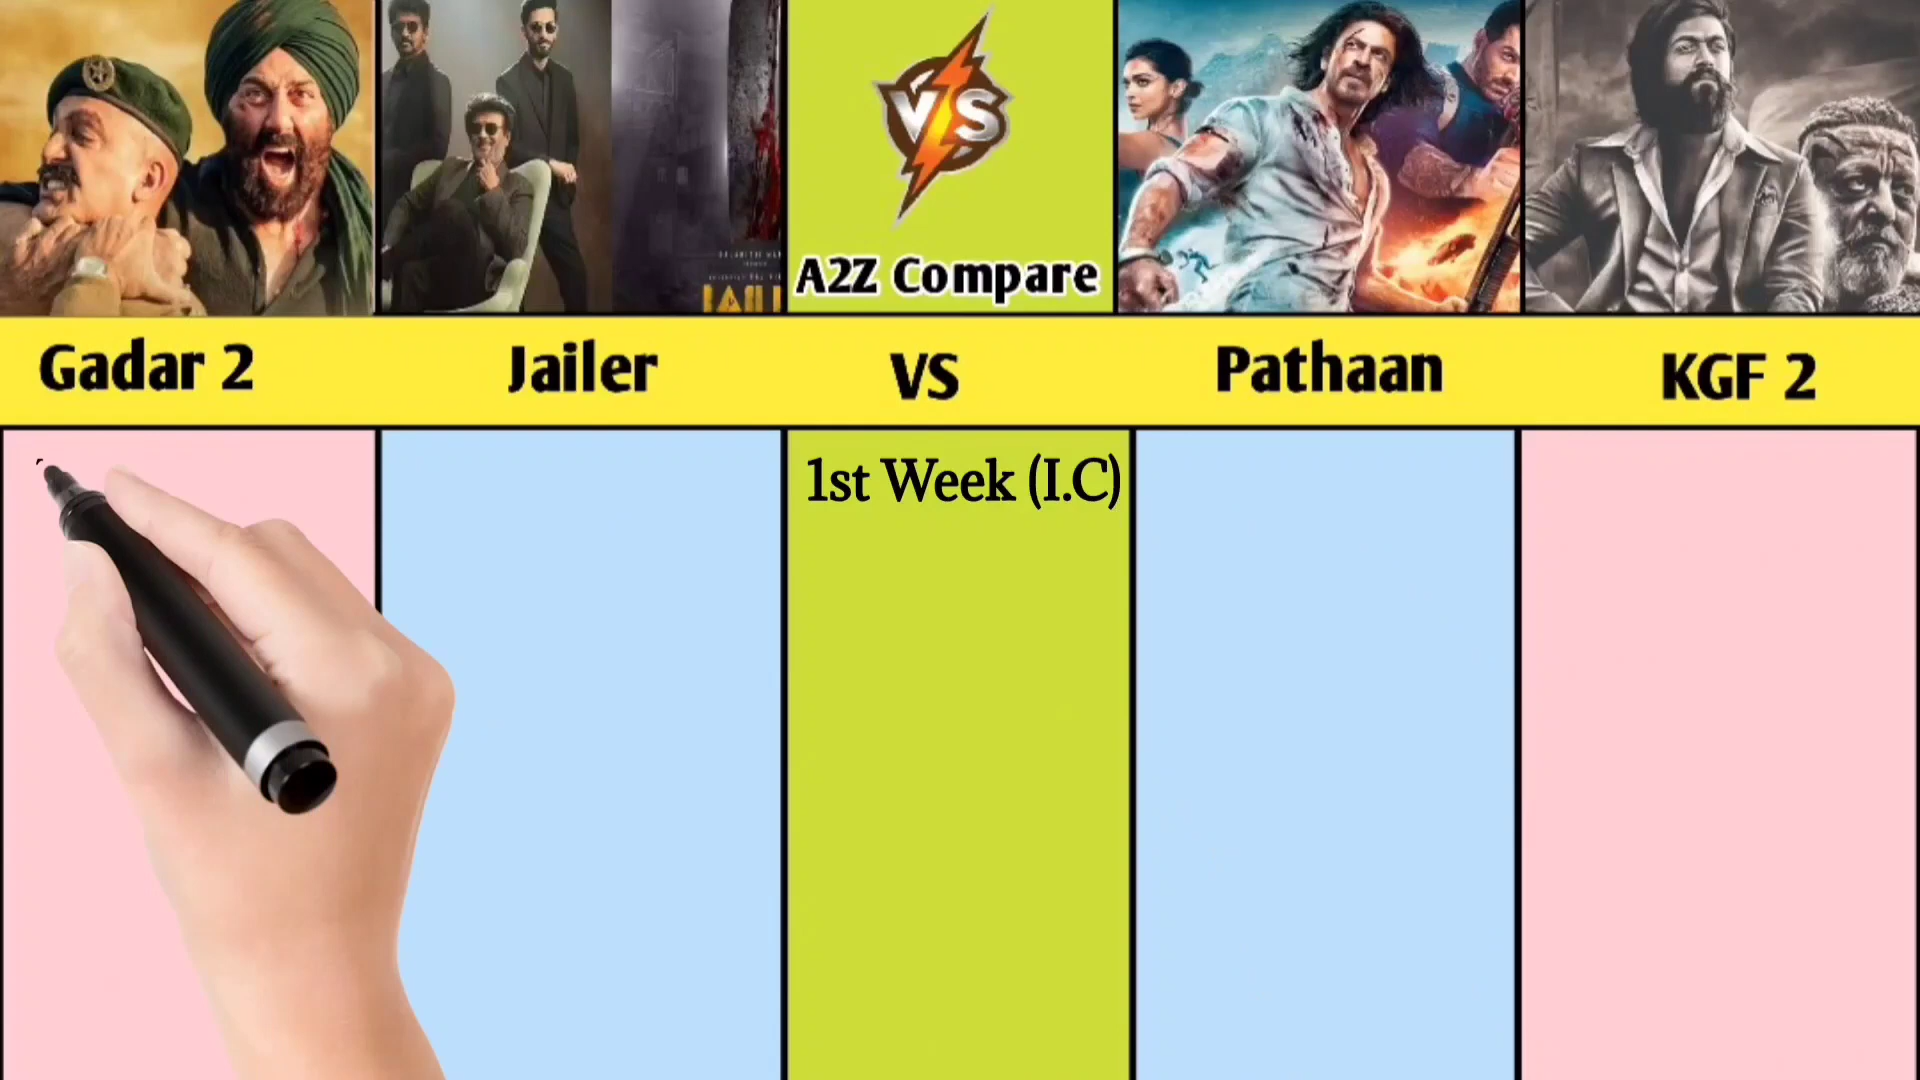 VS
A2Z Compare
Gadar 2
Jailer
VS
Pathaan
KGF 2
1st Week (I.C)